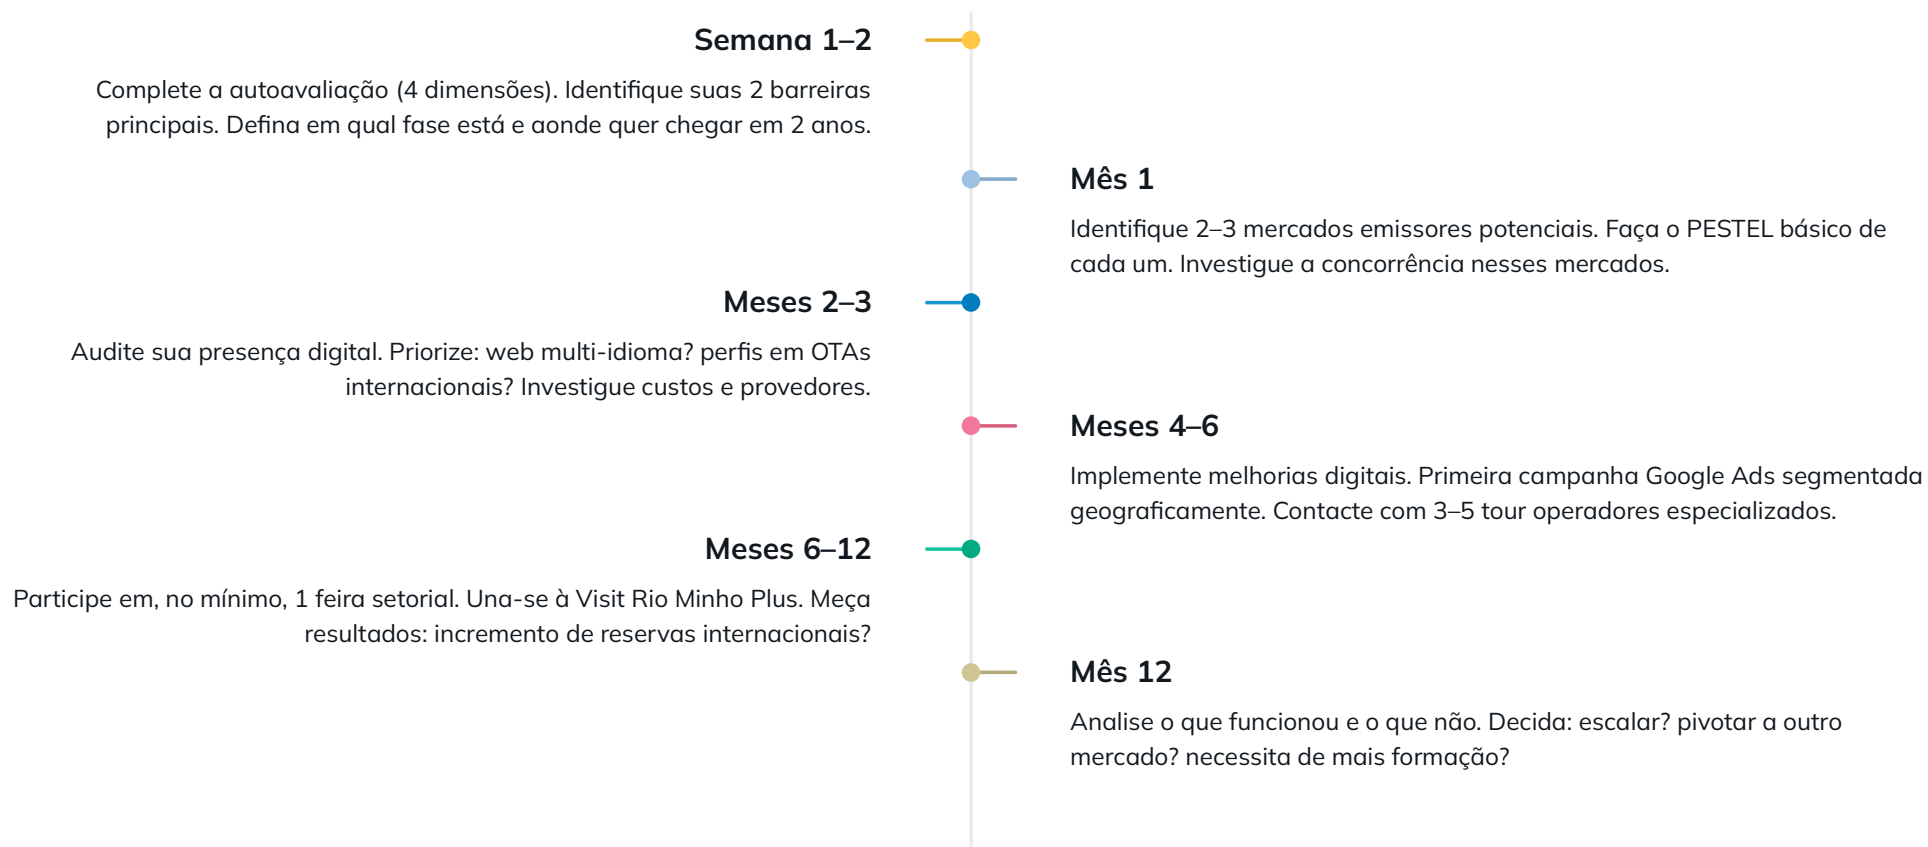 Semana 1–2
Complete a autoavaliação (4 dimensões). Identifique suas 2 barreiras
principais. Defina em qual fase está e aonde quer chegar em 2 anos.
Mês 1
Identifique 2–3 mercados emissores potenciais. Faça o PESTEL básico de
cada um. Investigue a concorrência nesses mercados.
Meses 2–3
Audite sua presença digital. Priorize: web multi-idioma? perfis em OTAs
internacionais? Investigue custos e provedores.
Meses 4–6
Implemente melhorias digitais. Primeira campanha Google Ads segmentada
geograficamente. Contacte com 3–5 tour operadores especializados.
Meses 6–12
Participe em, no mínimo, 1 feira setorial. Una-se à Visit Rio Minho Plus. Meça
resultados: incremento de reservas internacionais?
Mês 12
Analise o que funcionou e o que não. Decida: escalar? pivotar a outro
mercado? necessita de mais formação?